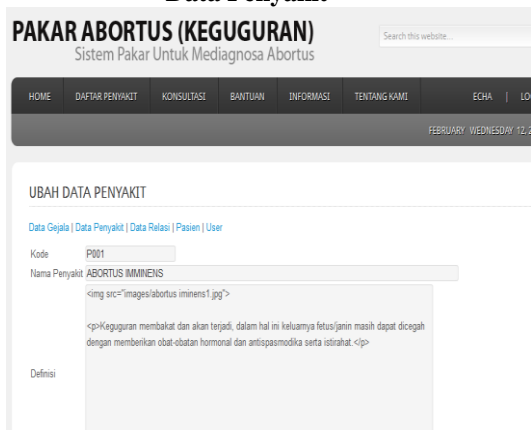 Data Penyakit
PAKAR ABORTUS (KEGUGURAN)
Search this website...
Sistem Pakar Untuk Mediagnosa Abortus
HOME DAFTAR PENYAKIT KONSULTASI BANTUAN INFORMASI TENTANG KAMI ECHA | LO
FEBRUARY WEDNESDAY 12, 2
UBAH DATA PENYAKIT
Data Gejala | Data Penyakit | Data Relasi | Pasien | User
Kode P001
Nama Penyakit ABORTUS IMMINENS
<img src="images/abortus iminens1.jpg">
<p>Keguguran membakat dan akan terjadi, dalam hal ini keluarnya fetus/janin masih dapat dicegah
dengan memberikan obat-obatan hormonal dan antispasmodika serta istirahat.</p>
Definisi